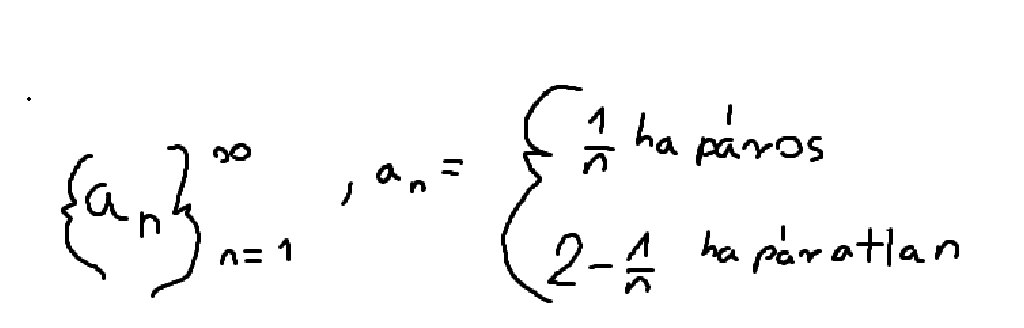 {a_n}_{n=1}^∞, a_n = { 1/n ha páros
2 - 1/n ha páratlan